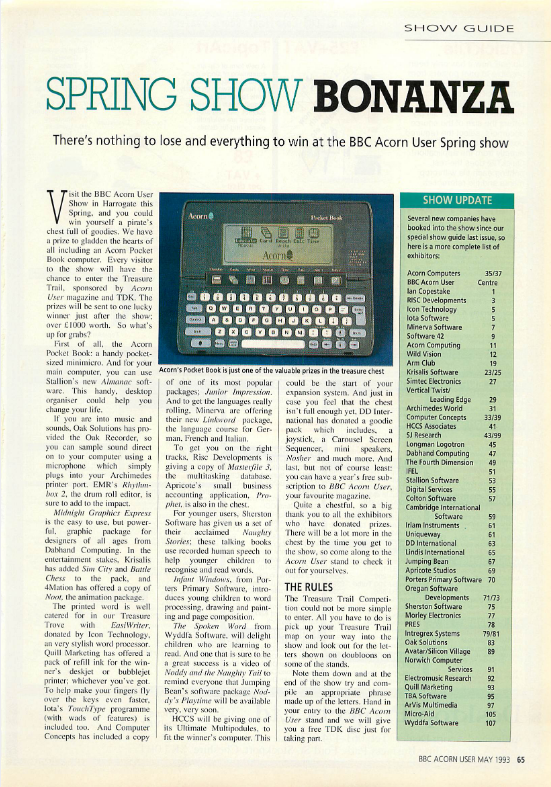 SHOW GUIDE
SPRING SHOW BONANZA
There's nothing to lose and everything to win at the BBC Acorn User Spring show
Visit the BBC Acorn User
Show in Harrogate this
Spring, and you could
win yourself a pirate's
chest full of goodies. We have
a prize to gladden the hearts of
all including an Acorn Pocket
Book computer. Every visitor
to the show will have the
chance to enter the Treasure
Trail, sponsored by Acorn
User magazine and TDK. The
prizes will be sent to one lucky
winner just after the show;
over £1000 worth. So what's
up for grabs?
First of all, the Acorn
Pocket Book: a handy pocket-
sized minimicro. And for your
main computer, you can use
Stallion's new Almanac soft-
ware. This handy, desktop
organiser could help you
change your life.
If you are into music and
sounds, Oak Solutions has pro-
vided the Oak Recorder, so
you can sample sound direct
on to your computer using a
microphone which simply
plugs into your Archimedes
printer port. EMR's Rhythm-
box 2, the drum roll editor, is
sure to add to the impact.
Midnight Graphics Express
is the easy to use, but power-
ful, graphic package for
designers of all ages from
Dabhand Computing. In the
entertainment stakes, Krisalis
has added Sim City and Battle
Chess to the pack, and
4Mation has offered a copy of
Noot, the answer to boredom.
The printed word is well
catered for in our Treasure
Trove with EasiWriter,
donated by Icon Technology,
an very stylish word processor.
Quill Marketing has offered a
pack of refill ink for the win-
ner's deskjet or bubblejet
printer; whichever you've got.
To help make your fingers fly
over the keys even faster,
Iota's TouchType programme
(with wads of features) is
included too. And Computer
Concepts has included a copy
Acorn
Pocket Book
Acorn
Acorn's Pocket Book is just one of the valuable prizes in the treasure chest
of one of its most popular
packages; Junior Impression.
And to get the languages really
rolling, Minerva are offering
their new Linkword package,
the language course for Ger-
man, French and Italian.
To get you on the right
tracks, Risc Developments is
giving a copy of Masterfile 3,
the multitasking database.
Apricote's small business
accounting application, Pro-
phet, is also in the chest.
For younger users, Sherston
Software has given us a set of
their acclaimed Naughty
Stories; these talking books
use recorded human speech to
help younger children to
recognise and read words.
Infant Windows, from Por-
ters Primary Software, intro-
duces young children to word
processing, drawing and paint-
ing and page composition.
The Spoken Word from
Wyddfa Software, will delight
children who are learning to
read. And one that is sure to be
a great success is a video of
Noddy and the Naughty Tail to
remind everyone that Jumping
Bean's software package Nod-
dy's Playtime will be available
very, very soon.
HCCS will be giving one of
its Ultimate Multipodules, to
fit the winner's computer. This
could be the start of your
expansion system. And just in
case you feel that the chest
isn't full enough yet, DD Inter-
national has donated a goodie
pack which includes, a
joystick, a Carousel Screen
Sequencer, mini speakers,
Nosher and much more. And
last, but not of course least:
you can have a year's free sub-
scription to BBC Acorn User,
your favourite magazine.
Quite a chestful, so a big
thank you to all the exhibitors
who have donated prizes.
There will be a lot more in the
chest by the time you get to
the show, so come along to the
Acorn User stand to check it
out for yourselves.
THE RULES
The Treasure Trail Competi-
tion could not be more simple
to enter. All you have to do is
pick up your Treasure Trail
map on your way into the
show and look out for the let-
ters shown on doubloons on
some of the stands.
Note them down and at the
end of the show try and com-
pile an appropriate phrase
made up of the letters. Hand in
your entry to the BBC Acorn
User stand and we will give
you a free TDK disc just for
taking part.
SHOW UPDATE
Several new companies have
booked into the show since our
special show guide last issue, so
here is a more complete list of
exhibitors:
Acorn Computers 35/37
BBC Acorn User Centre
Ian Copestake 1
RISC Developments 3
Icon Technology 5
Iota Software 5
Minerva Software 7
Software 42 9
Acorn Computing 11
Wild Vision 12
Arm Club 19
Krisalis Software 23/25
Simtec Electronics 27
Vertical Twist/
Leading Edge 29
Archimedes World 31
Computer Concepts 33/39
HCCS Associates 41
SJ Research 43/99
Longman Logotron 45
Dabhand Computing 47
The Fourth Dimension 49
IFEL 51
Stallion Software 53
Digital Services 55
Colton Software 57
Cambridge International
Software 59
Irlam Instruments 61
Uniqueway 61
DD International 63
Lindis International 65
Jumping Bean 67
Apricote Studios 69
Porters Primary Software 70
Oregan Software
Developments 71/73
Sherston Software 75
Morley Electronics 77
PRES 78
Intregrex Systems 79/81
Oak Solutions 83
Avatar/Silicon Village 89
Norwich Computer
Services 91
Electromusic Research 92
Quill Marketing 93
TBA Software 95
ArVis Multimedia 97
Micro-Aid 105
Wyddfa Software 107
BBC ACORN USER MAY 1993 65